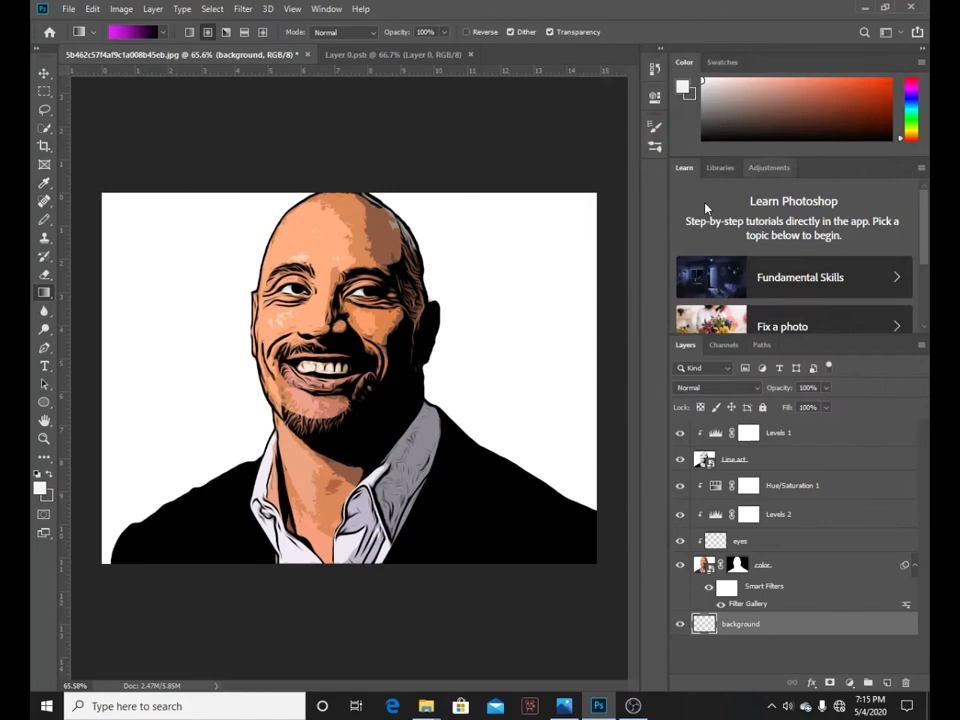 Ps File Edit Image Layer Type Select Filter 3D View Window Help
Mode: Normal Opacity: 100% Reverse Dither Transparency
5b462c57f4af9c1a008b45eb.jpg @ 65.6% (background, RGB/8) * × Layer 0.psb @ 66.7% (Layer 0, RGB/8) ×
Color Swatches
Learn Libraries Adjustments
Learn Photoshop
Step-by-step tutorials directly in the app. Pick a
topic below to begin.
Fundamental Skills
Fix a photo
Layers Channels Paths
Kind
Normal Opacity: 100%
Lock: Fill: 100%
Levels 1
Line art
Hue/Saturation 1
Levels 2
eyes
color
Smart Filters
Filter Gallery
background
65.58% Doc: 2.47M/5.85M
Type here to search
7:15 PM
5/4/2020